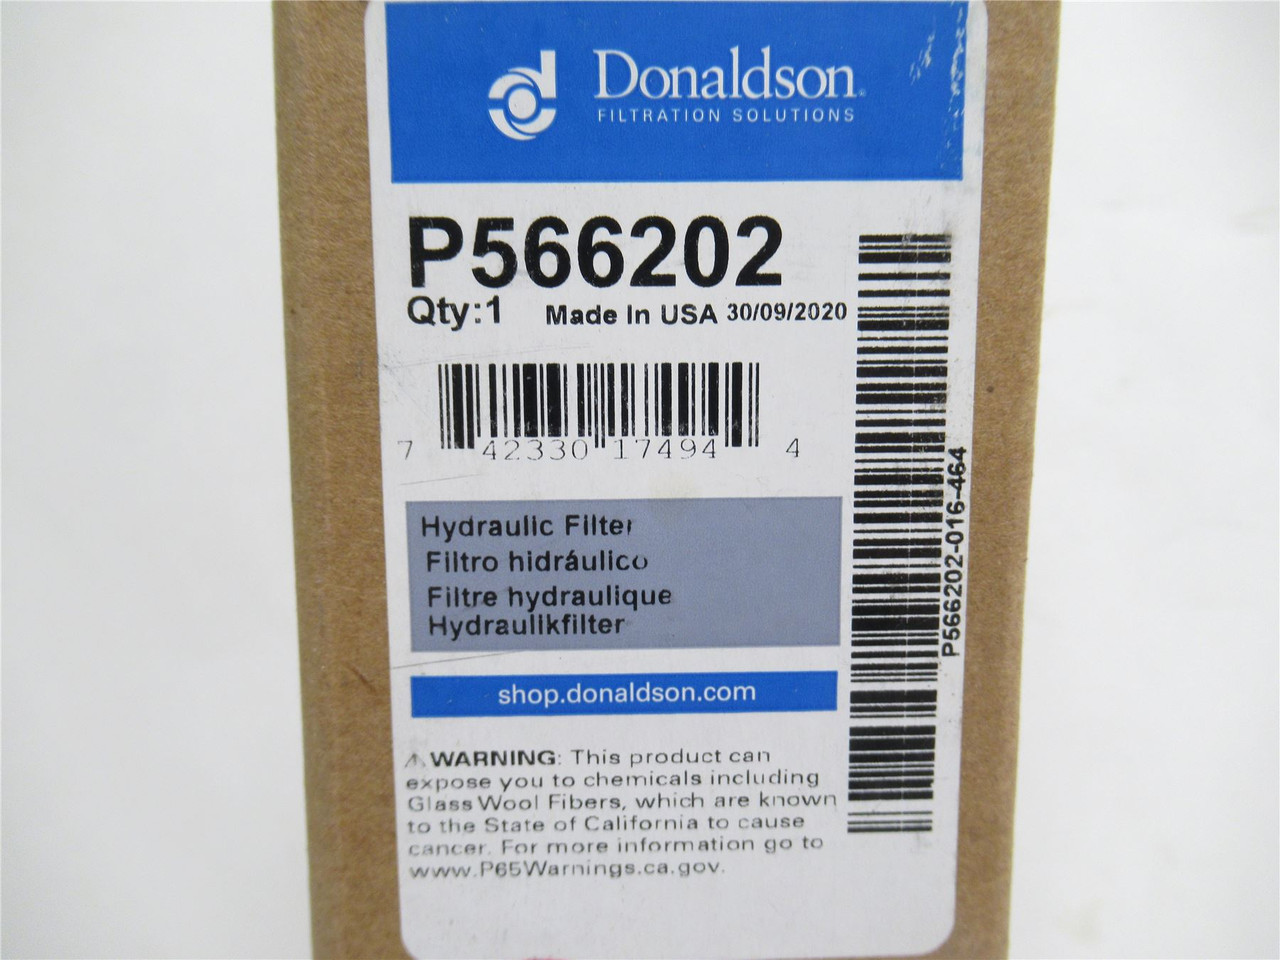 Donaldson.
FILTRATION SOLUTIONS
P566202
Qty:1 Made In USA 30/09/2020
7 42330 17494 4
P566202-016-464
Hydraulic Filter
Filtro hidráulico
Filtre hydraulique
Hydraulikfilter
shop.donaldson.com
⚠ WARNING: This product can
expose you to chemicals including
Glass Wool Fibers, which are known
to the State of California to cause
cancer. For more information go to
www.P65Warnings.ca.gov.